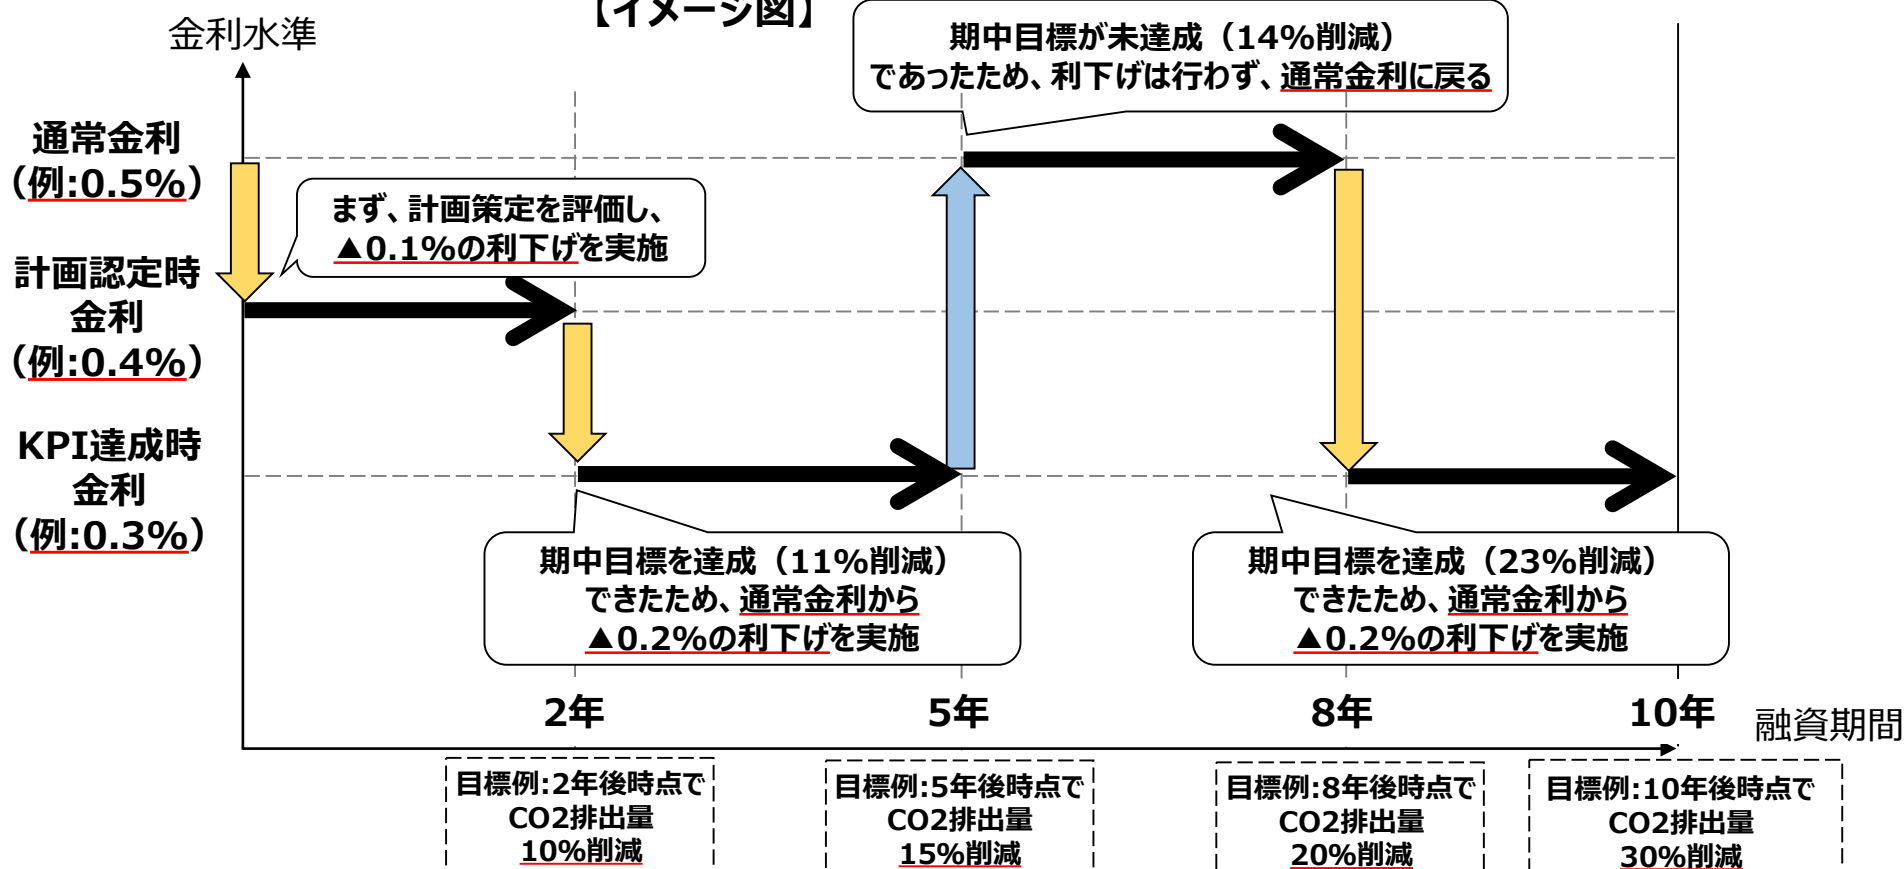 【イメージ図】
金利水準
期中目標が未達成（14%削減）
であったため、利下げは行わず、通常金利に戻る
通常金利
（例:0.5%）
まず、計画策定を評価し、
▲0.1%の利下げを実施
計画認定時
金利
（例:0.4%）
KPI達成時
金利
（例:0.3%）
期中目標を達成（11%削減）
できたため、通常金利から
▲0.2%の利下げを実施
期中目標を達成（23%削減）
できたため、通常金利から
▲0.2%の利下げを実施
2年
5年
8年
10年
融資期間
目標例:2年後時点で
CO2排出量
10%削減
目標例:5年後時点で
CO2排出量
15%削減
目標例:8年後時点で
CO2排出量
20%削減
目標例:10年後時点で
CO2排出量
30%削減